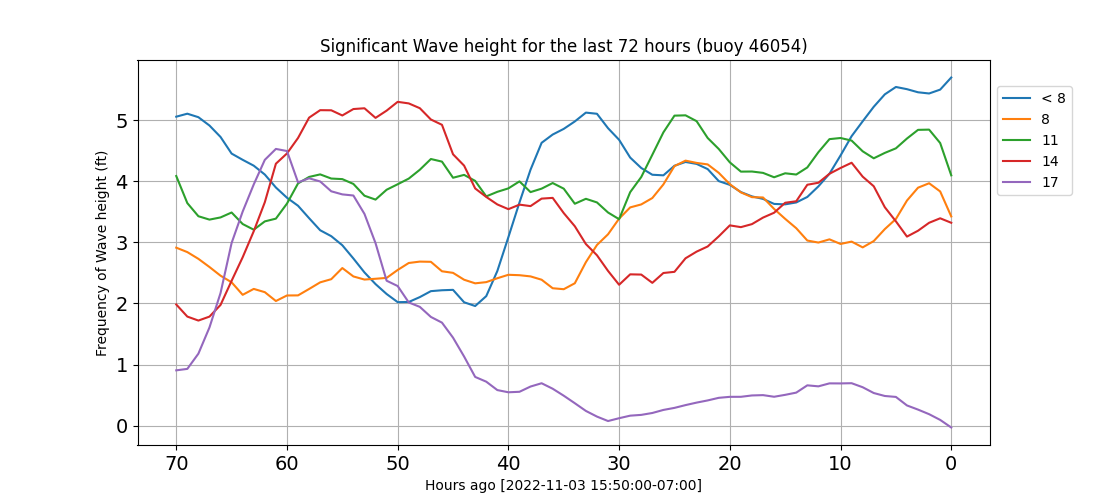 Significant Wave height for the last 72 hours (buoy 46054)
Frequency of Wave height (ft)
5
4
3
2
1
0
70 60 50 40 30 20 10 0
Hours ago [2022-11-03 15:50:00-07:00]
< 8
8
11
14
17